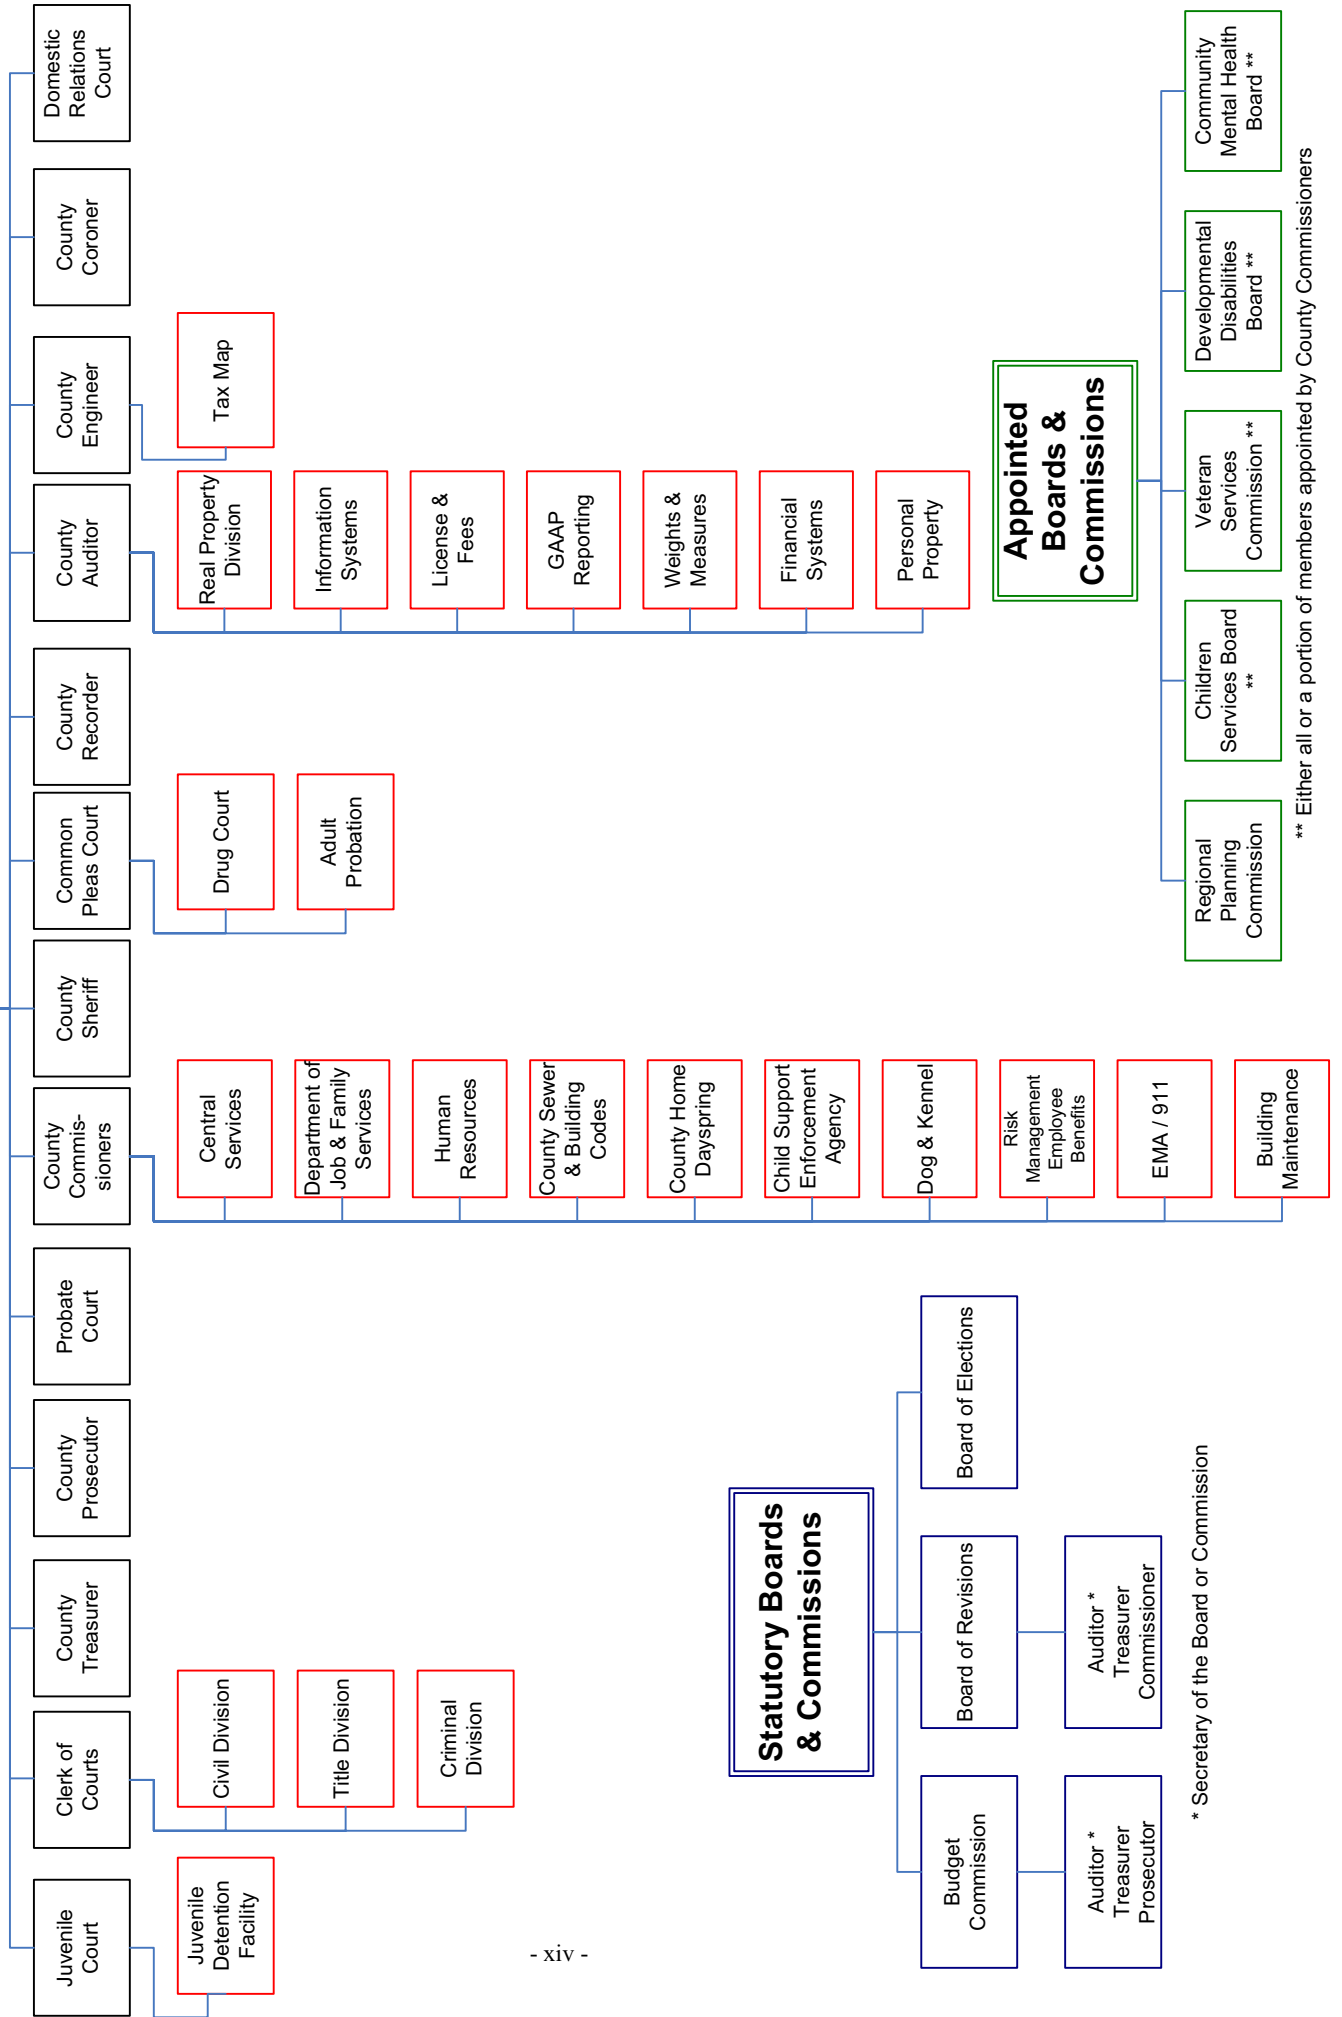 Juvenile
Court
Clerk of
Courts
County
Treasurer
County
Prosecutor
Probate
Court
County
Commis-
sioners
County
Sheriff
Common
Pleas Court
County
Recorder
County
Auditor
County
Engineer
County
Coroner
Domestic
Relations
Court
Juvenile
Detention
Facility
Civil Division
Title Division
Criminal
Division
Central
Services
Department of
Job & Family
Services
Human
Resources
County Sewer
& Building
Codes
County Home
Dayspring
Child Support
Enforcement
Agency
Dog & Kennel
Risk
Management
Employee
Benefits
EMA / 911
Building
Maintenance
Drug Court
Adult
Probation
Real Property
Division
Information
Systems
License &
Fees
GAAP
Reporting
Weights &
Measures
Financial
Systems
Personal
Property
Tax Map
Statutory Boards
& Commissions
Budget
Commission
Board of Revisions
Board of Elections
Auditor *
Treasurer
Prosecutor
Auditor *
Treasurer
Commissioner
* Secretary of the Board or Commission
Appointed
Boards &
Commissions
Regional
Planning
Commission
Children
Services Board
**
Veteran
Services
Commission **
Developmental
Disabilities
Board **
Community
Mental Health
Board **
** Either all or a portion of members appointed by County Commissioners
- xiv -